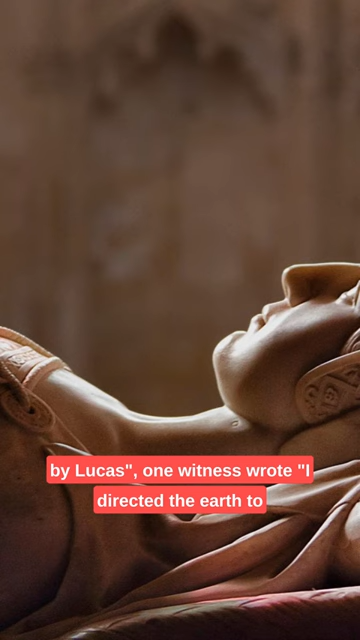 by Lucas", one witness wrote "I
directed the earth to